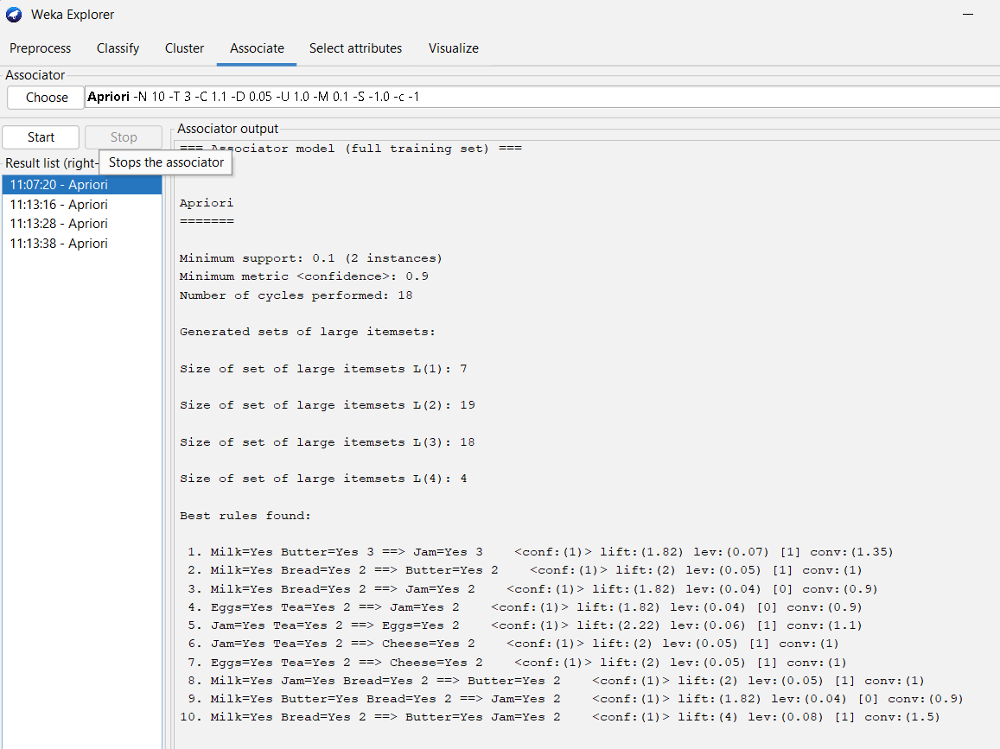 Weka Explorer
Preprocess Classify Cluster Associate Select attributes Visualize
Associator
Choose Apriori -N 10 -T 3 -C 1.1 -D 0.05 -U 1.0 -M 0.1 -S -1.0 -c -1
Start Stop
Associator output
Result list (right-
Stops the associator
11:07:20 - Apriori
11:13:16 - Apriori
11:13:28 - Apriori
11:13:38 - Apriori
=== Associator model (full training set) ===
Apriori
=======
Minimum support: 0.1 (2 instances)
Minimum metric <confidence>: 0.9
Number of cycles performed: 18
Generated sets of large itemsets:
Size of set of large itemsets L(1): 7
Size of set of large itemsets L(2): 19
Size of set of large itemsets L(3): 18
Size of set of large itemsets L(4): 4
Best rules found:
1. Milk=Yes Butter=Yes 3 ==> Jam=Yes 3 <conf:(1)> lift:(1.82) lev:(0.07) [1] conv:(1.35)
2. Milk=Yes Bread=Yes 2 ==> Butter=Yes 2 <conf:(1)> lift:(2) lev:(0.05) [1] conv:(1)
3. Milk=Yes Bread=Yes 2 ==> Jam=Yes 2 <conf:(1)> lift:(1.82) lev:(0.04) [0] conv:(0.9)
4. Eggs=Yes Tea=Yes 2 ==> Jam=Yes 2 <conf:(1)> lift:(1.82) lev:(0.04) [0] conv:(0.9)
5. Jam=Yes Tea=Yes 2 ==> Eggs=Yes 2 <conf:(1)> lift:(2.22) lev:(0.06) [1] conv:(1.1)
6. Jam=Yes Tea=Yes 2 ==> Cheese=Yes 2 <conf:(1)> lift:(2) lev:(0.05) [1] conv:(1)
7. Eggs=Yes Tea=Yes 2 ==> Cheese=Yes 2 <conf:(1)> lift:(2) lev:(0.05) [1] conv:(1)
8. Milk=Yes Jam=Yes Bread=Yes 2 ==> Butter=Yes 2 <conf:(1)> lift:(2) lev:(0.05) [1] conv:(1)
9. Milk=Yes Butter=Yes Bread=Yes 2 ==> Jam=Yes 2 <conf:(1)> lift:(1.82) lev:(0.04) [0] conv:(0.9)
10. Milk=Yes Bread=Yes 2 ==> Butter=Yes Jam=Yes 2 <conf:(1)> lift:(4) lev:(0.08) [1] conv:(1.5)